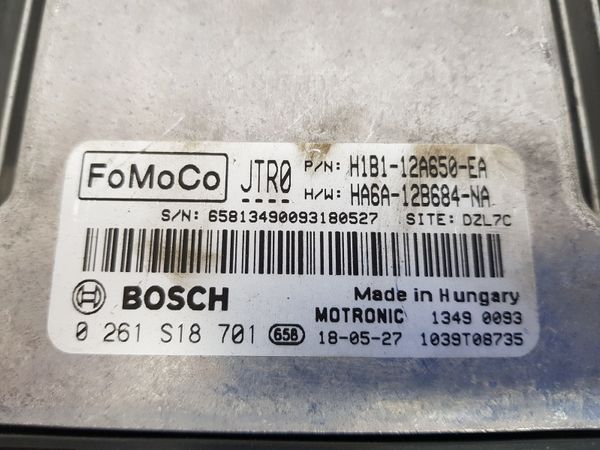 FoMoCo JTR0 P/N: H1B1-12A650-EA
H/W: HA6A-12B684-NA
S/N: 65813490093180527 SITE: DZL7C
BOSCH Made in Hungary
MOTRONIC 1349 0093
0 261 S18 701 658 18-05-27 1039T08735